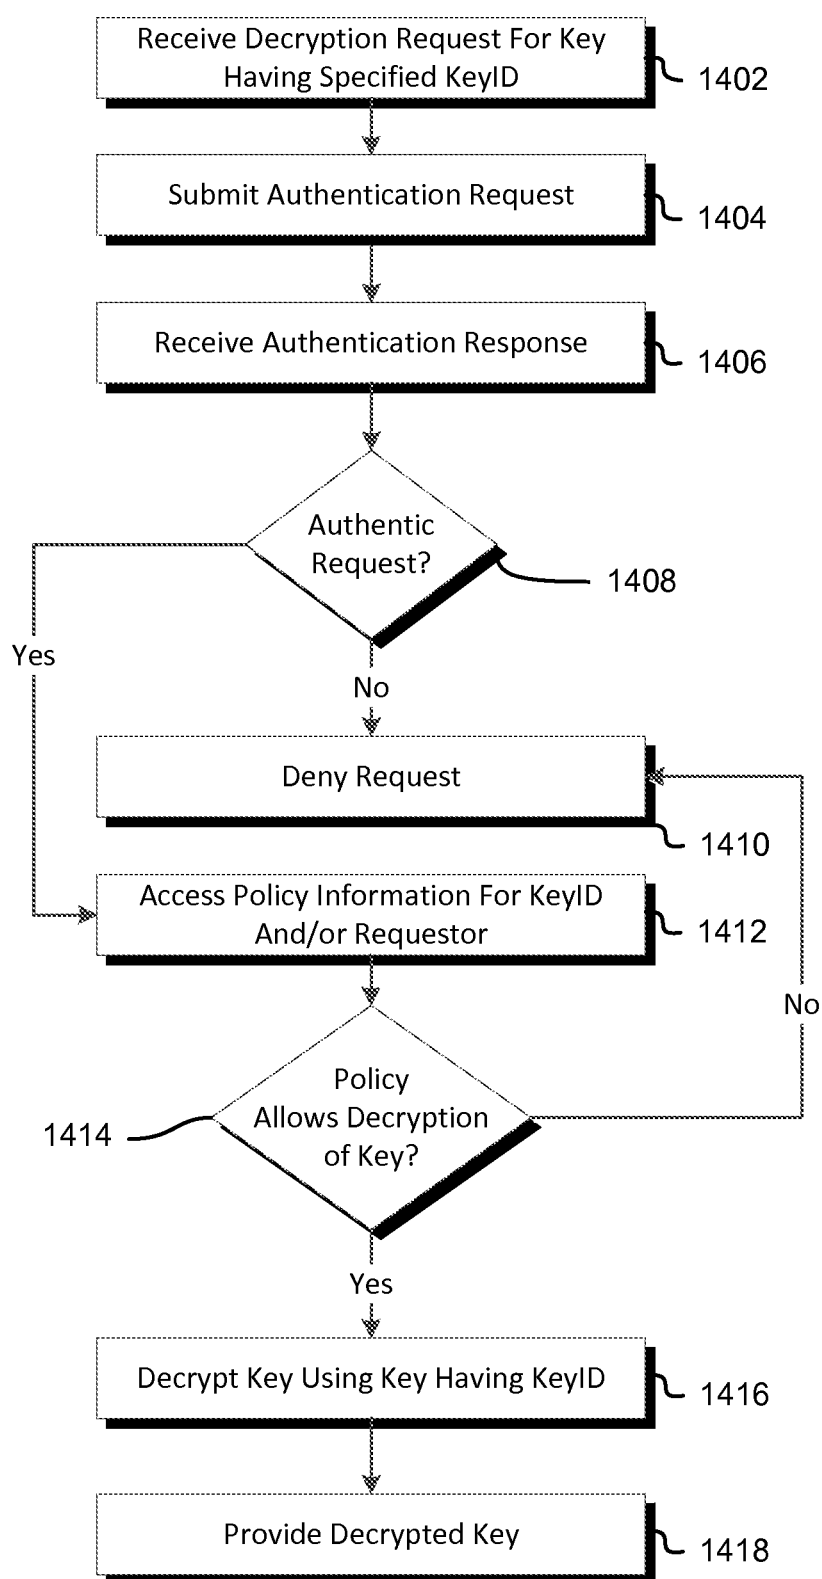 Receive Decryption Request For Key
Having Specified KeyID
1402
Submit Authentication Request
1404
Receive Authentication Response
1406
Authentic
Request?
1408
Yes
No
Deny Request
1410
Access Policy Information For KeyID
And/or Requestor
1412
No
Policy
Allows Decryption
of Key?
1414
Yes
Decrypt Key Using Key Having KeyID
1416
Provide Decrypted Key
1418